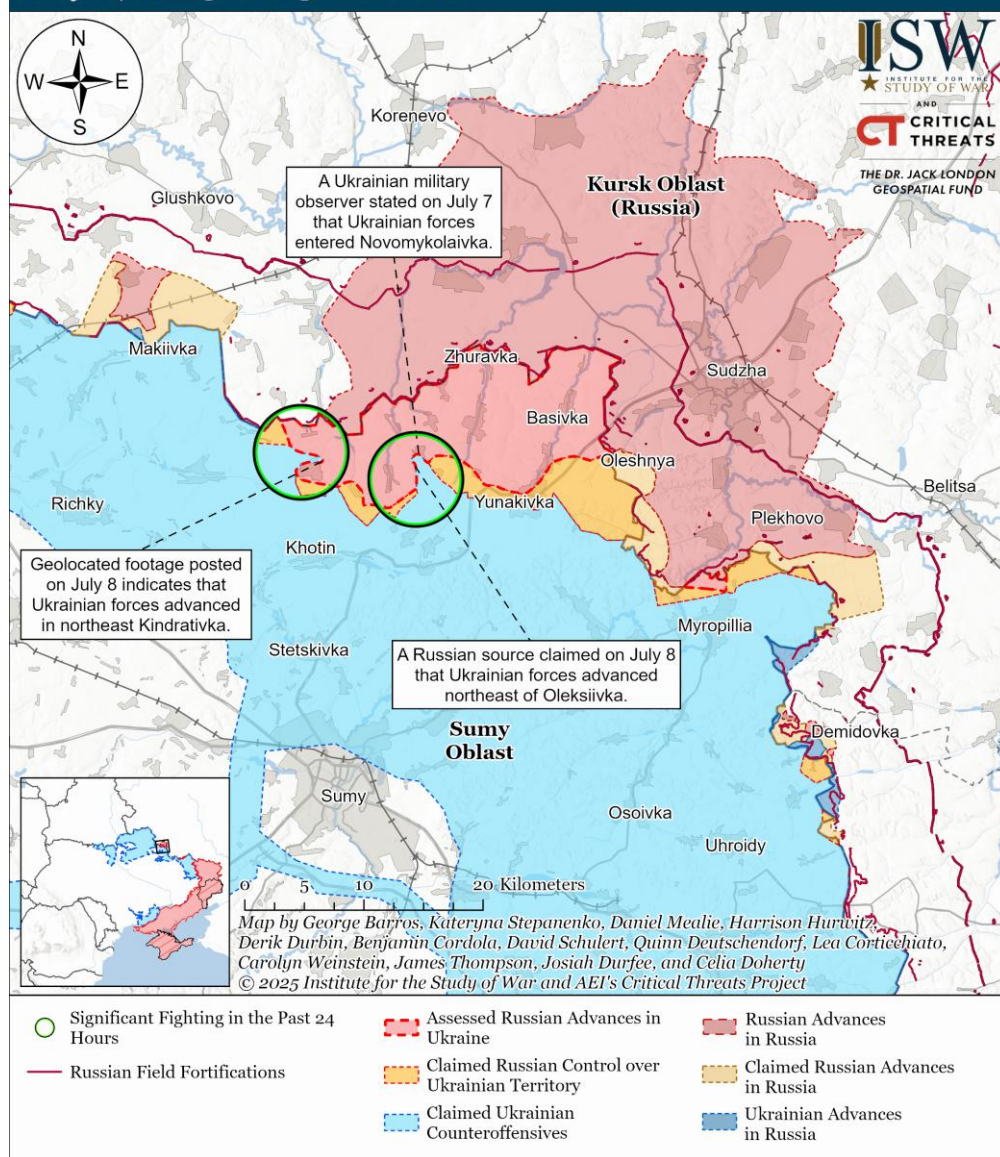 N
W
E
S
ISW
INSTITUTE FOR THE
STUDY OF WAR
AND
CT CRITICAL
THREATS
THE DR. JACK LONDON
GEOSPATIAL FUND
Korenevo
A Ukrainian military
observer stated on July 7
that Ukrainian forces
entered Novomykolaivka.
Kursk Oblast
(Russia)
Glushkovo
Makiivka
Zhuravka
Sudzha
Basivka
Oleshnya
Belitsa
Richky
Yunakivka
Plekhovo
Khotin
Geolocated footage posted
on July 8 indicates that
Ukrainian forces advanced
in northeast Kindrativka.
Myropillia
Stetskivka
A Russian source claimed on July 8
that Ukrainian forces advanced
northeast of Oleksiivka.
Sumy
Oblast
Demidovka
Sumy
Osoivka
Uhroidy
0 5 10 20 Kilometers
Map by George Barros, Kateryna Stepanenko, Daniel Mealie, Harrison Hurwitz,
Derik Durbin, Benjamin Cordola, David Schulert, Quinn Deutschendorf, Lea Corticchiato,
Carolyn Weinstein, James Thompson, Josiah Durfee, and Celia Doherty
© 2025 Institute for the Study of War and AEI's Critical Threats Project
Significant Fighting in the Past 24
Hours
Russian Field Fortifications
Assessed Russian Advances in
Ukraine
Claimed Russian Control over
Ukrainian Territory
Claimed Ukrainian
Counteroffensives
Russian Advances
in Russia
Claimed Russian Advances
in Russia
Ukrainian Advances
in Russia